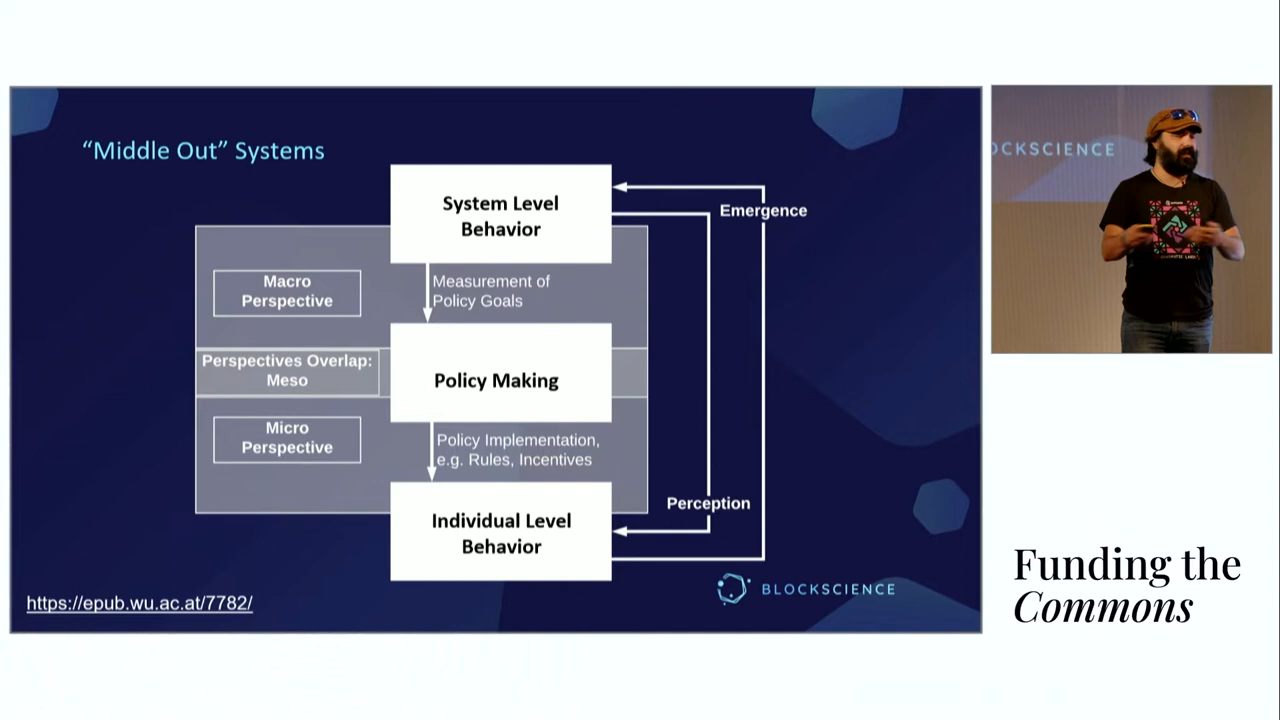 “Middle Out” Systems
System Level
Behavior
Emergence
Macro
Perspective
Measurement of
Policy Goals
Perspectives Overlap:
Meso
Policy Making
Micro
Perspective
Policy Implementation,
e.g. Rules, Incentives
Perception
Individual Level
Behavior
https://epub.wu.ac.at/7782/
BLOCKSCIENCE
OCKSCIENCE
Funding the
Commons